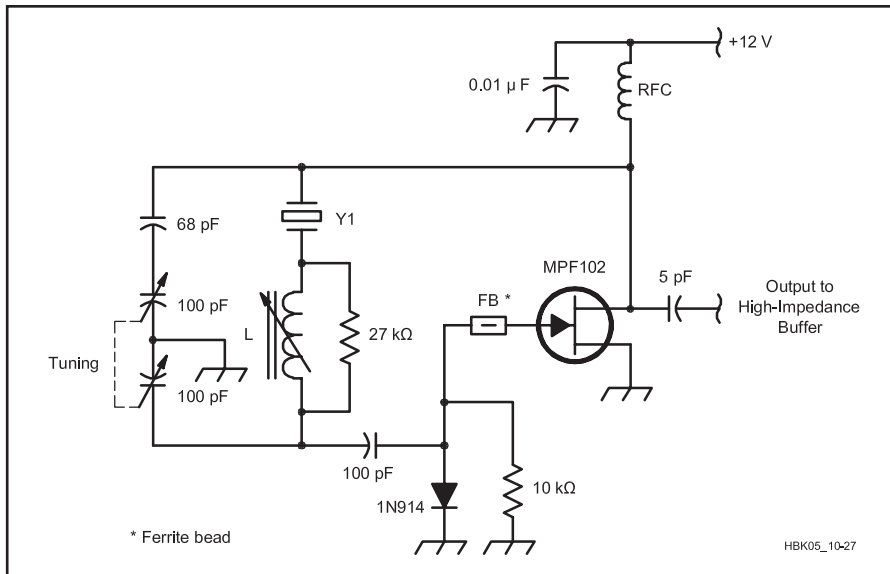 +12 V
0.01 µ F
RFC
68 pF
Y1
MPF102
5 pF
100 pF
FB *
Output to
High-Impedance
Buffer
L
27 kΩ
Tuning
100 pF
100 pF
1N914
10 kΩ
* Ferrite bead
HBK05_10-27